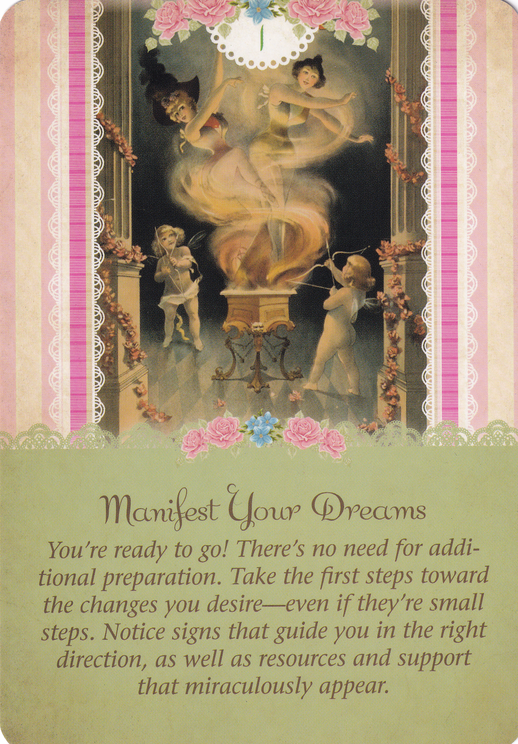 1
Manifest Your Dreams
You're ready to go! There's no need for addi-
tional preparation. Take the first steps toward
the changes you desire—even if they're small
steps. Notice signs that guide you in the right
direction, as well as resources and support
that miraculously appear.